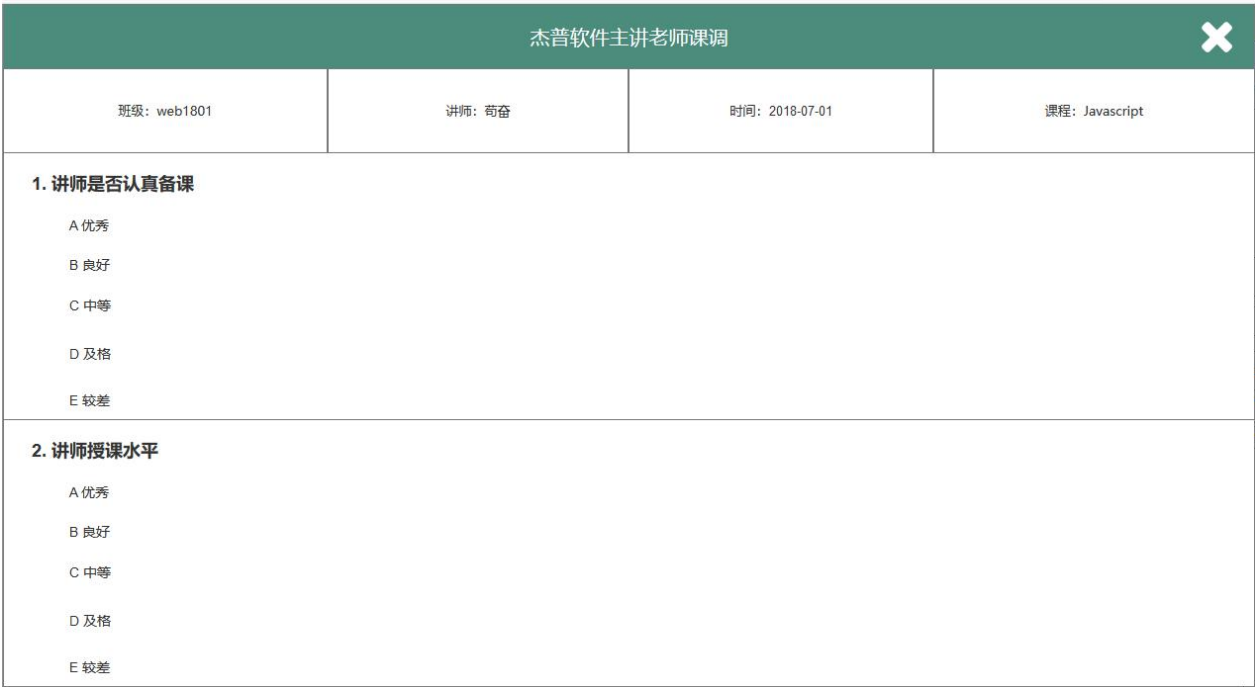 杰普软件主讲老师课调
班级：web1801 讲师：苟奋 时间：2018-07-01 课程：Javascript
1. 讲师是否认真备课
A 优秀
B 良好
C 中等
D 及格
E 较差
2. 讲师授课水平
A 优秀
B 良好
C 中等
D 及格
E 较差